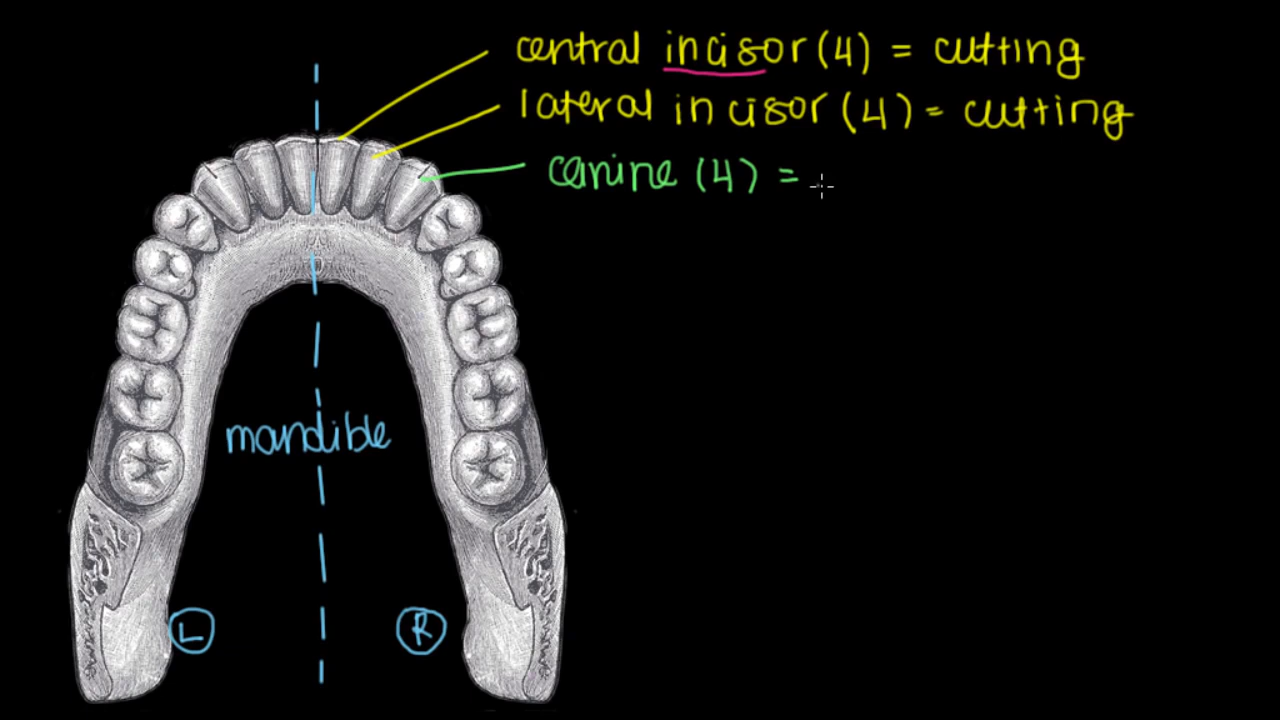 central incisor (4) = cutting
lateral incisor (4) = cutting
canine (4) =
mandible
L
R